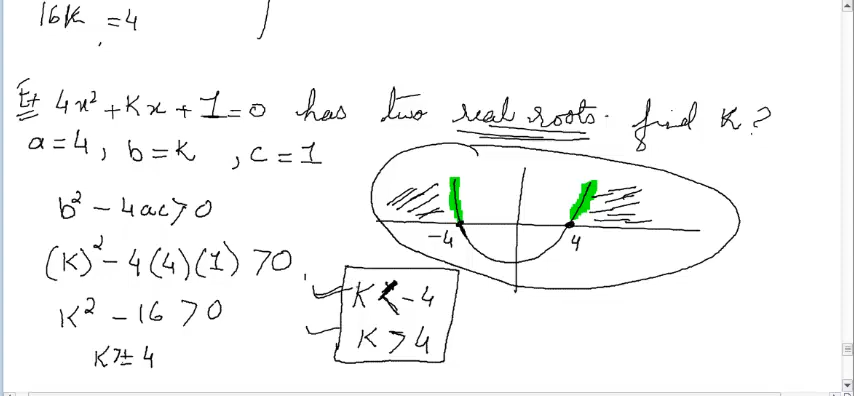 16K = 4
Ex 4x² + Kx + 1 = 0 has two real roots. find K?
a = 4, b = K, c = 1
b² - 4ac > 0
(K)² - 4(4)(1) > 0
K² - 16 > 0
K > ± 4
-4
4
K < -4
K > 4